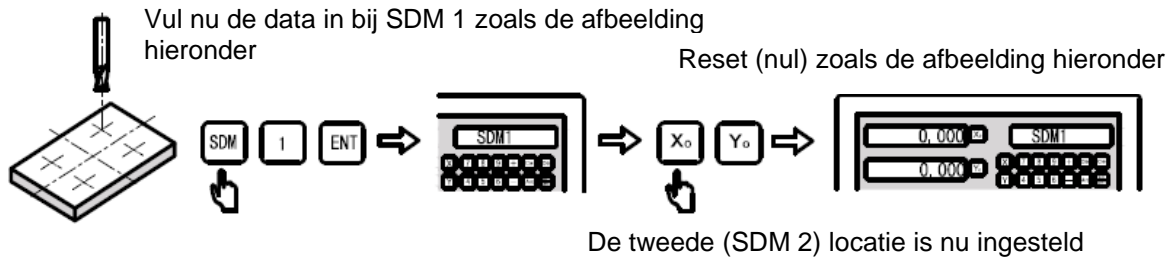 Vul nu de data in bij SDM 1 zoals de afbeelding
hieronder
Reset (nul) zoals de afbeelding hieronder
SDM 1 ENT
SDM1
X₀ Y₀
0,000 SDM1
0,000
De tweede (SDM 2) locatie is nu ingesteld